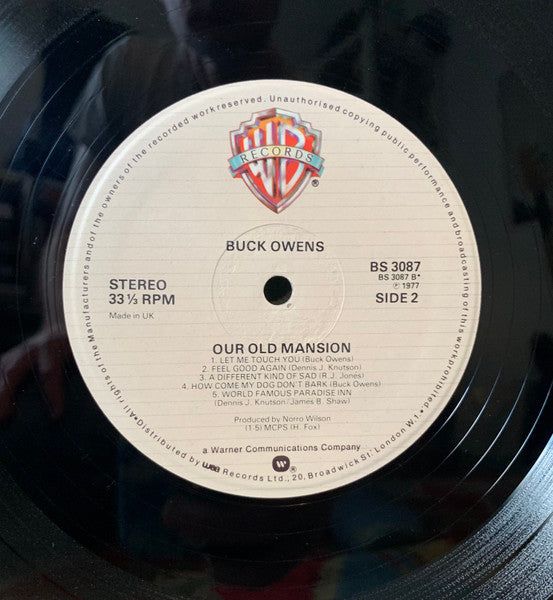 All rights of the Manufacturers and of the owners of the recorded work reserved. Unauthorised copying public performance and broadcasting of this work prohibited.
WB
RECORDS
®
BUCK OWENS
STEREO
33 ⅓ RPM
Made in UK
BS 3087
BS 3087 B*
℗ 1977
SIDE 2
OUR OLD MANSION
1. LET ME TOUCH YOU (Buck Owens)
2. FEEL GOOD AGAIN (Dennis J. Knutson)
3. A DIFFERENT KIND OF SAD (R.J. Jones)
4. HOW COME MY DOG DON'T BARK (Buck Owens)
5. WORLD FAMOUS PARADISE INN
(Dennis J. Knutson/James B. Shaw)
Produced by Norro Wilson
(1-5) MCPS (H. Fox)
a Warner Communications Company
W®
•Distributed by wea Records Ltd., 20, Broadwick St. London W.1.•